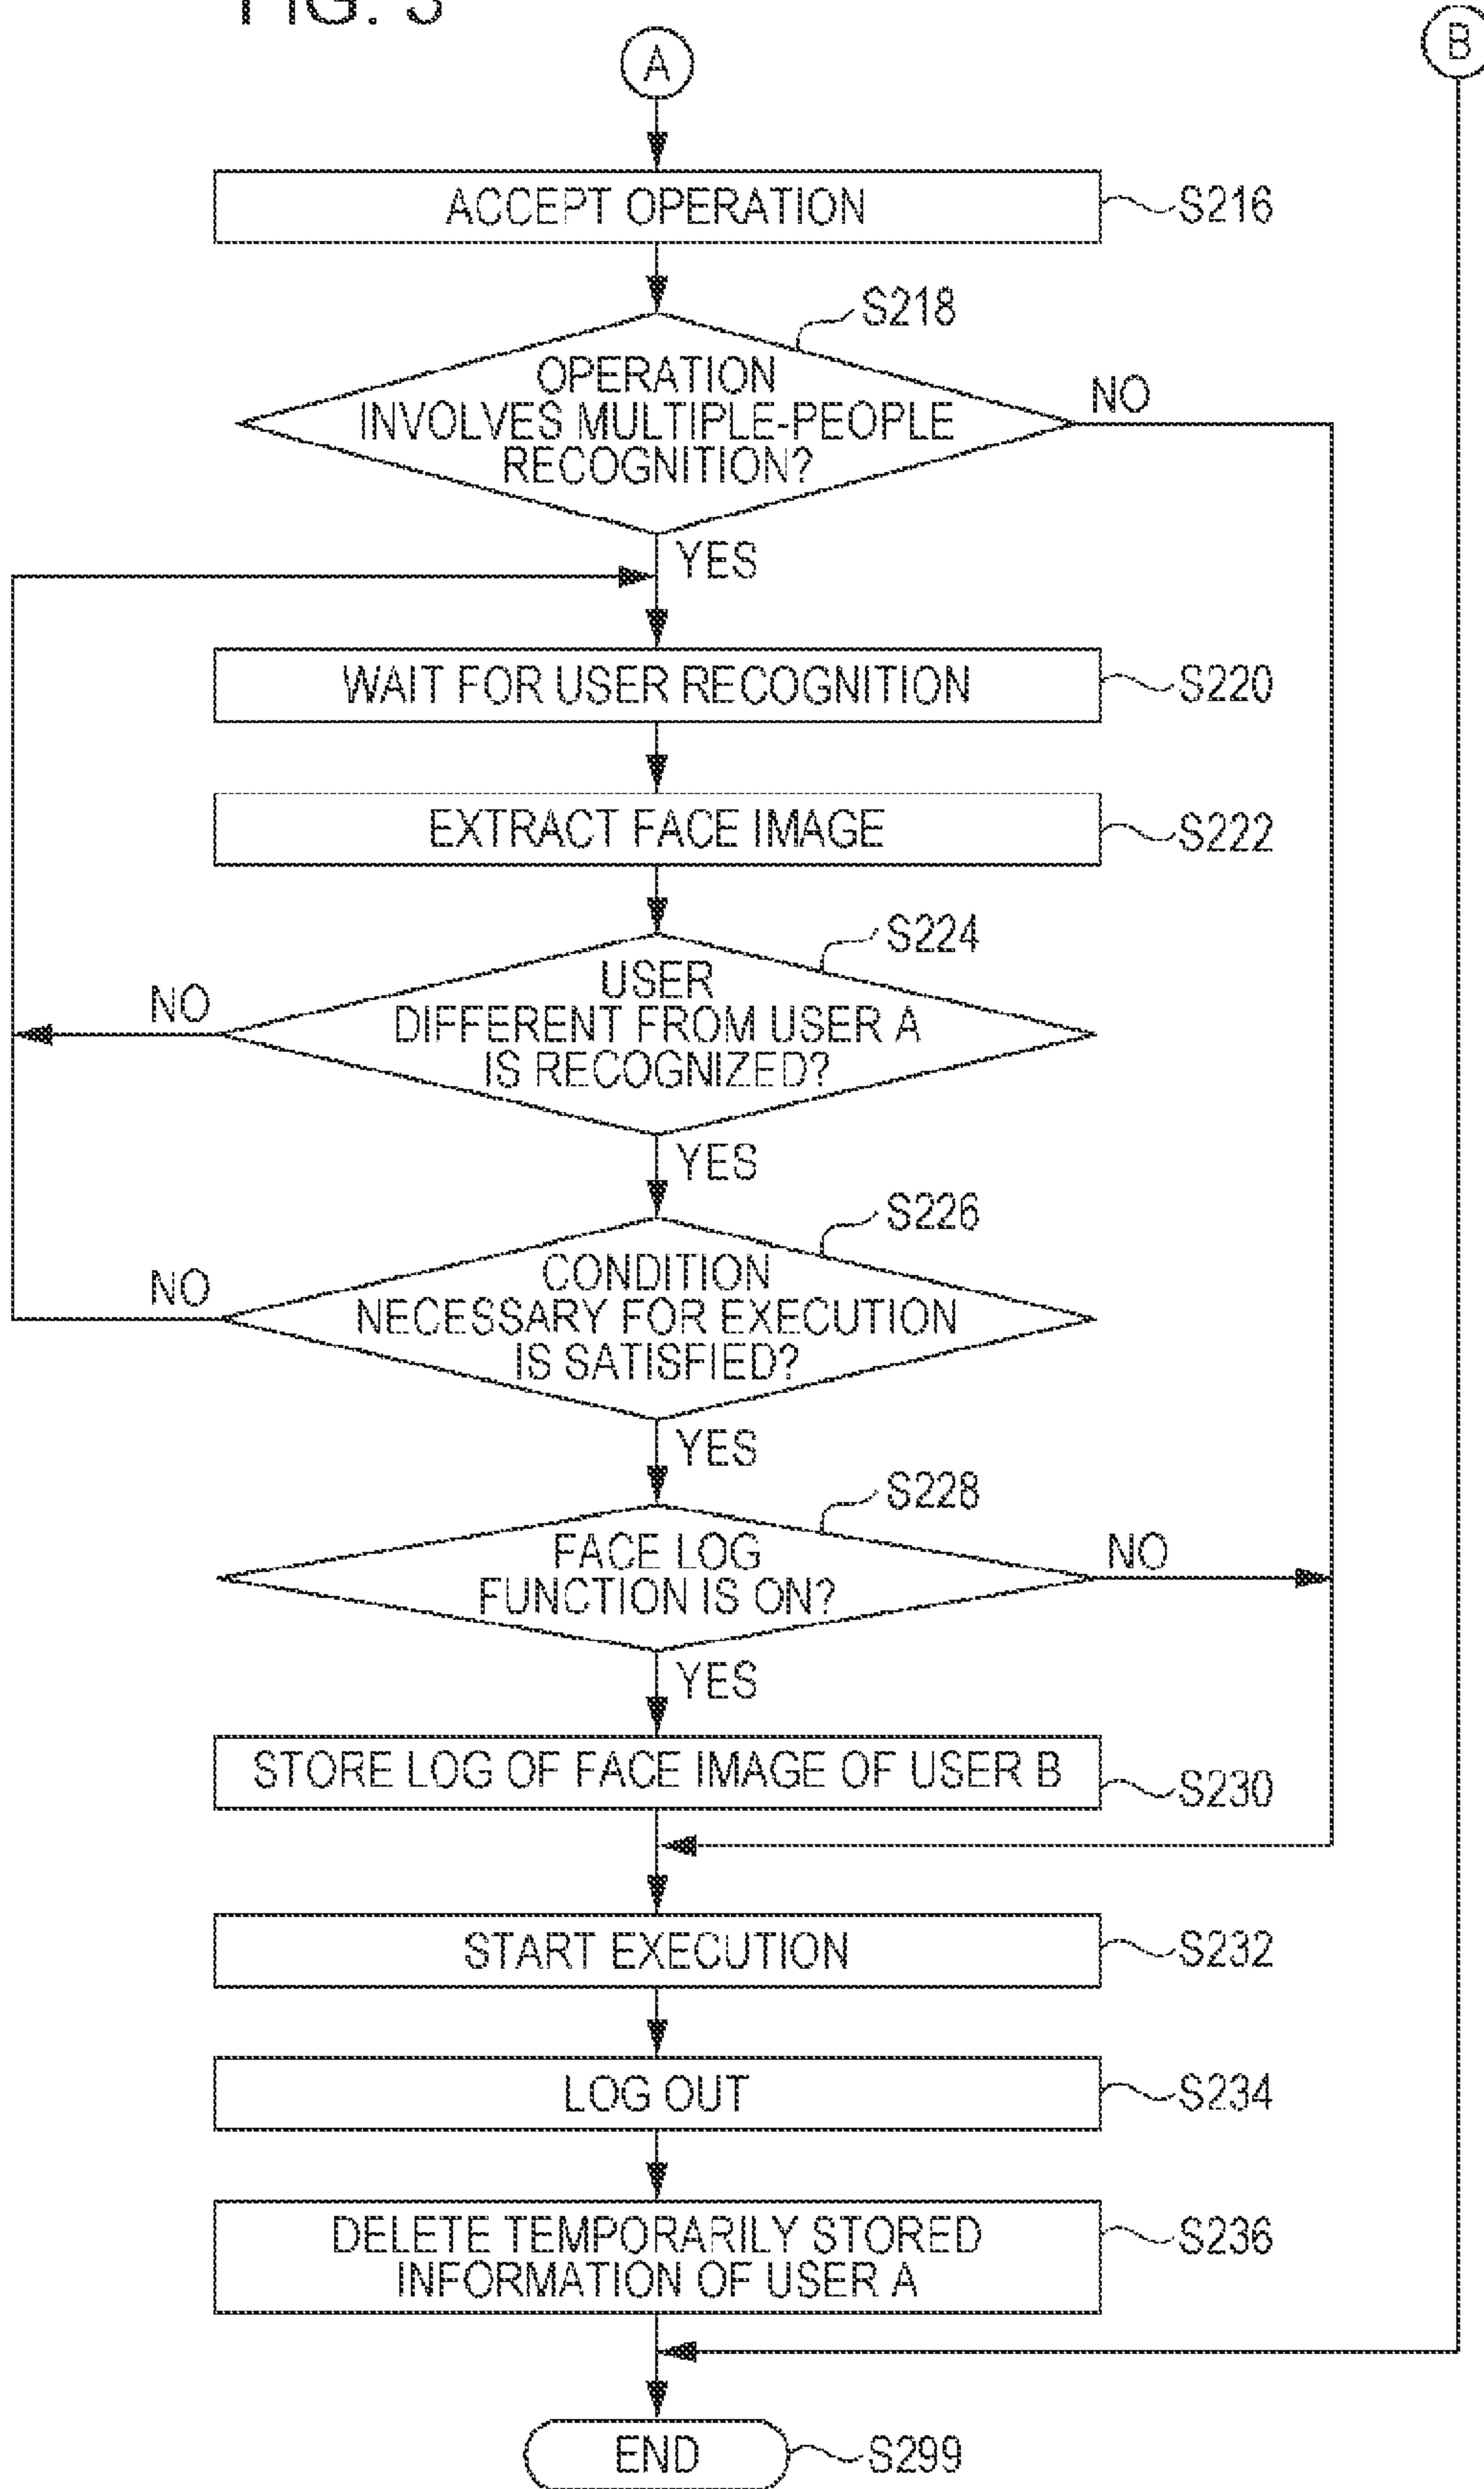 A
B
ACCEPT OPERATION
S216
S218
OPERATION
INVOLVES MULTIPLE-PEOPLE
RECOGNITION?
NO
YES
WAIT FOR USER RECOGNITION
S220
EXTRACT FACE IMAGE
S222
S224
USER
DIFFERENT FROM USER A
IS RECOGNIZED?
NO
YES
S226
CONDITION
NECESSARY FOR EXECUTION
IS SATISFIED?
NO
YES
S228
FACE LOG
FUNCTION IS ON?
NO
YES
STORE LOG OF FACE IMAGE OF USER B
S230
START EXECUTION
S232
LOG OUT
S234
DELETE TEMPORARILY STORED
INFORMATION OF USER A
S236
END
S299